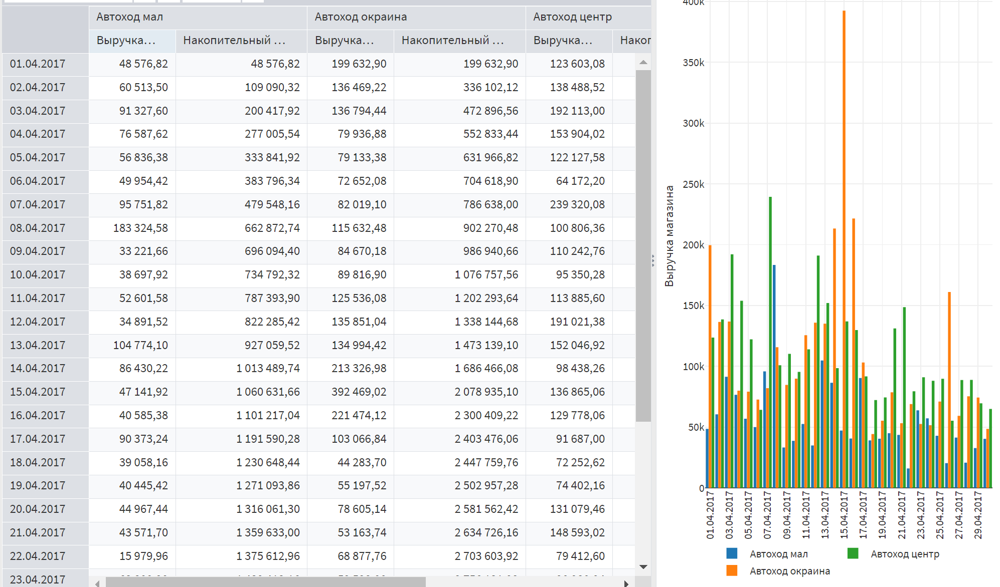 Автоход мал Автоход окраина Автоход центр
Выручка… Накопительный … Выручка… Накопительный … Выручка…
01.04.2017 48 576,82 48 576,82 199 632,90 199 632,90 123 603,08
02.04.2017 60 513,50 109 090,32 136 469,22 336 102,12 138 488,52
03.04.2017 91 327,60 200 417,92 136 794,44 472 896,56 192 113,00
04.04.2017 76 587,62 277 005,54 79 936,88 552 833,44 153 904,02
05.04.2017 56 836,38 333 841,92 79 133,38 631 966,82 122 127,58
06.04.2017 49 954,42 383 796,34 72 652,08 704 618,90 64 172,20
07.04.2017 95 751,82 479 548,16 82 019,10 786 638,00 239 320,08
08.04.2017 183 324,58 662 872,74 115 632,48 902 270,48 100 806,36
09.04.2017 33 221,66 696 094,40 84 670,18 986 940,66 110 242,76
10.04.2017 38 697,92 734 792,32 89 816,90 1 076 757,56 95 350,28
11.04.2017 52 601,58 787 393,90 125 536,08 1 202 293,64 113 885,60
12.04.2017 34 891,52 822 285,42 135 851,04 1 338 144,68 191 021,38
13.04.2017 104 774,10 927 059,52 134 994,42 1 473 139,10 152 046,92
14.04.2017 86 430,22 1 013 489,74 213 326,98 1 686 466,08 98 438,26
15.04.2017 47 141,92 1 060 631,66 392 469,02 2 078 935,10 136 865,06
16.04.2017 40 585,38 1 101 217,04 221 474,12 2 300 409,22 129 778,06
17.04.2017 90 373,24 1 191 590,28 103 066,84 2 403 476,06 91 687,00
18.04.2017 39 058,16 1 230 648,44 44 283,70 2 447 759,76 72 252,62
19.04.2017 40 445,42 1 271 093,86 55 197,52 2 502 957,28 74 402,16
20.04.2017 44 967,44 1 316 061,30 78 605,14 2 581 562,42 131 079,46
21.04.2017 43 571,70 1 359 633,00 53 163,74 2 634 726,16 148 593,02
22.04.2017 15 979,96 1 375 612,96 68 877,76 2 703 603,92 79 412,60
23.04.2017
400k
350k
300k
250k
200k
150k
100k
50k
0
Выручка магазина
01.04.2017
03.04.2017
05.04.2017
07.04.2017
09.04.2017
11.04.2017
13.04.2017
15.04.2017
17.04.2017
19.04.2017
21.04.2017
23.04.2017
25.04.2017
27.04.2017
29.04.2017
Автоход мал Автоход центр
Автоход окраина